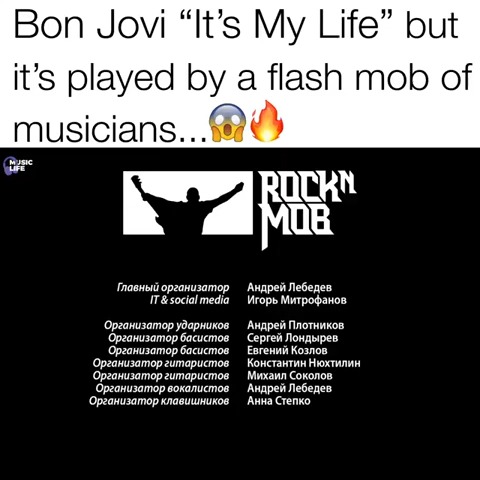 Bon Jovi “It’s My Life” but
it’s played by a flash mob of
musicians...😱🔥
MUSIC
LIFE
ROCK'N
MOB
Главный организатор Андрей Лебедев
IT & social media Игорь Митрофанов
Организатор ударников Андрей Плотников
Организатор басистов Сергей Лондырев
Организатор басистов Евгений Козлов
Организатор гитаристов Константин Нюхтилин
Организатор гитаристов Михаил Соколов
Организатор вокалистов Андрей Лебедев
Организатор клавишников Анна Степко